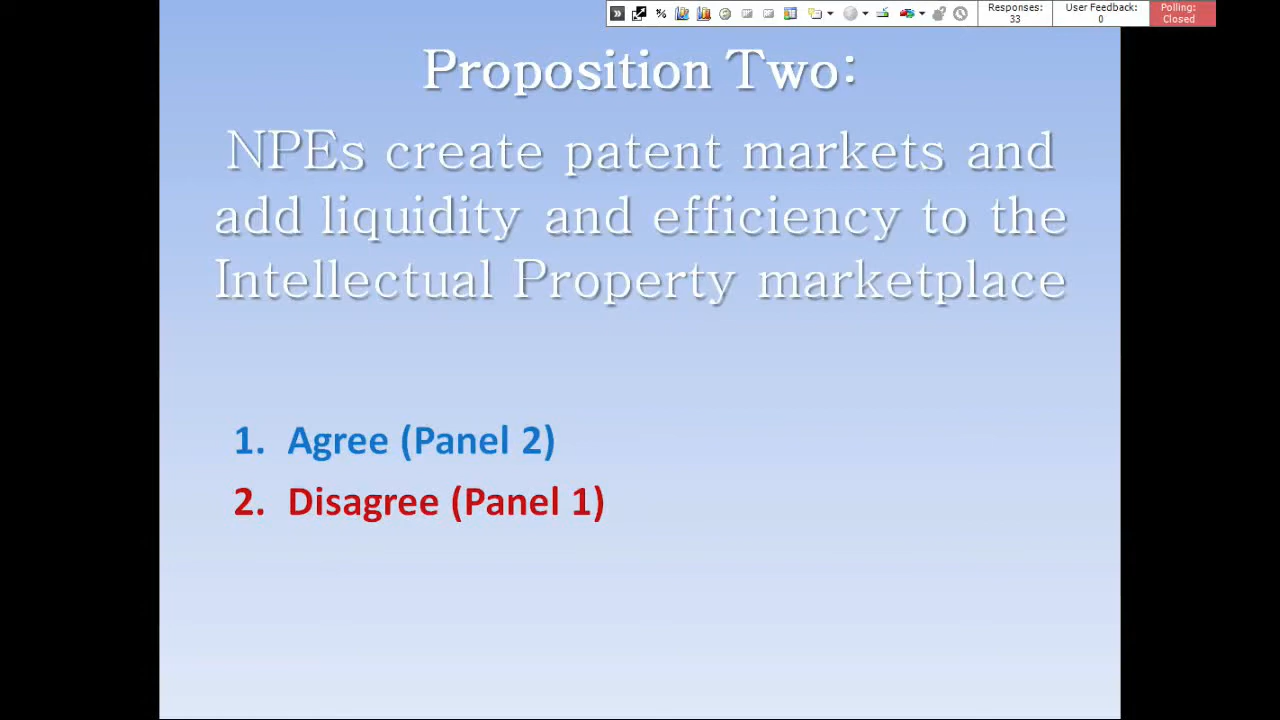 Responses:
33
User Feedback:
0
Polling:
Closed
Proposition Two:
NPEs create patent markets and
add liquidity and efficiency to the
Intellectual Property marketplace
1. Agree (Panel 2)
2. Disagree (Panel 1)